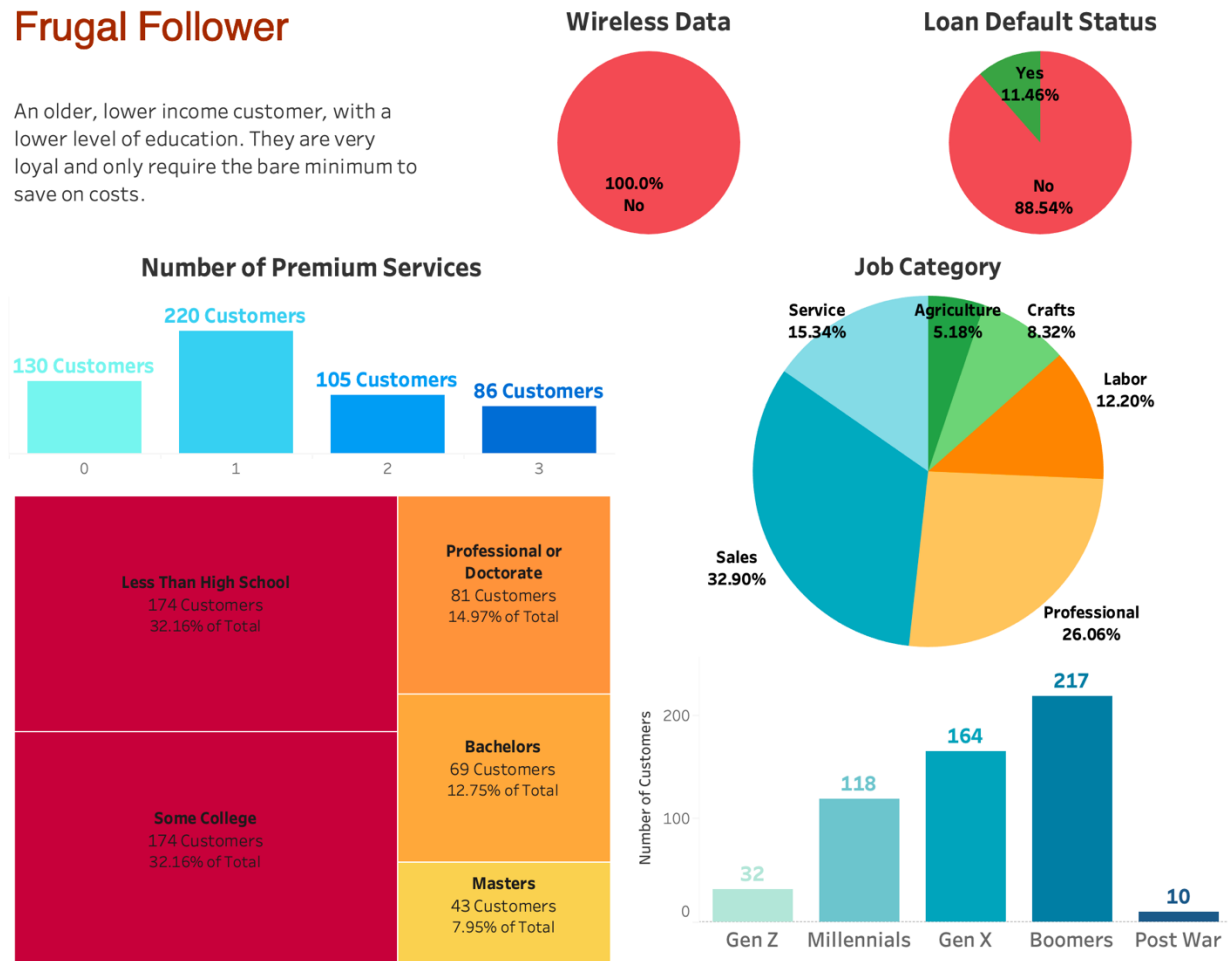 Frugal Follower
An older, lower income customer, with a
lower level of education. They are very
loyal and only require the bare minimum to
save on costs.
Wireless Data
100.0%
No
Loan Default Status
Yes
11.46%
No
88.54%
Number of Premium Services
130 Customers
220 Customers
105 Customers
86 Customers
0
1
2
3
Job Category
Service
15.34%
Agriculture
5.18%
Crafts
8.32%
Labor
12.20%
Sales
32.90%
Professional
26.06%
Less Than High School
174 Customers
32.16% of Total
Some College
174 Customers
32.16% of Total
Professional or
Doctorate
81 Customers
14.97% of Total
Bachelors
69 Customers
12.75% of Total
Masters
43 Customers
7.95% of Total
Number of Customers
200
100
0
32
118
164
217
10
Gen Z
Millennials
Gen X
Boomers
Post War